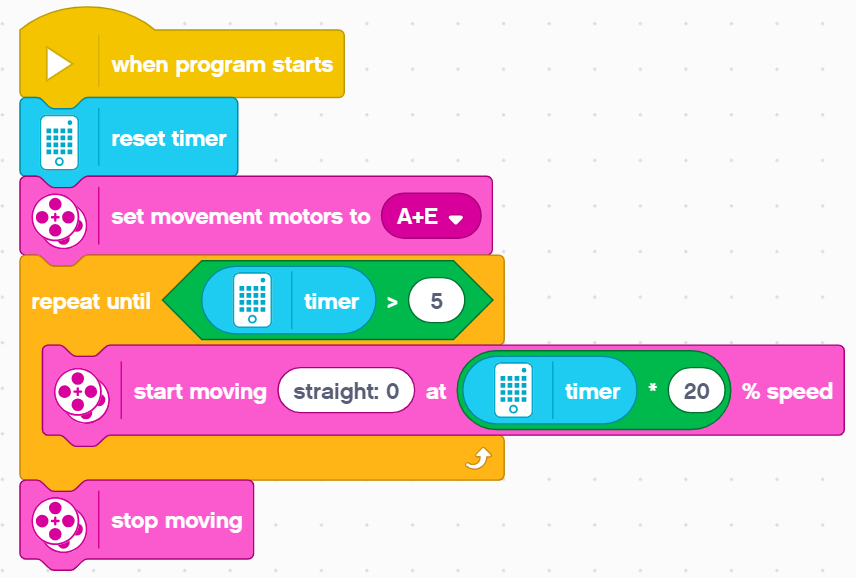 when program starts
reset timer
set movement motors to A+E
repeat until timer > 5
start moving straight: 0 at timer * 20 % speed
stop moving